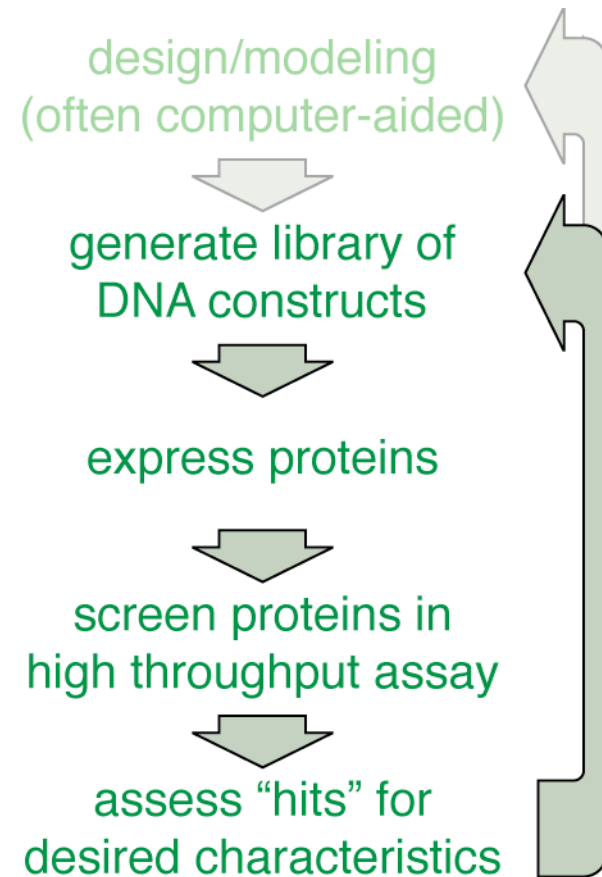 design/modeling
(often computer-aided)
generate library of
DNA constructs
express proteins
screen proteins in
high throughput assay
assess “hits” for
desired characteristics